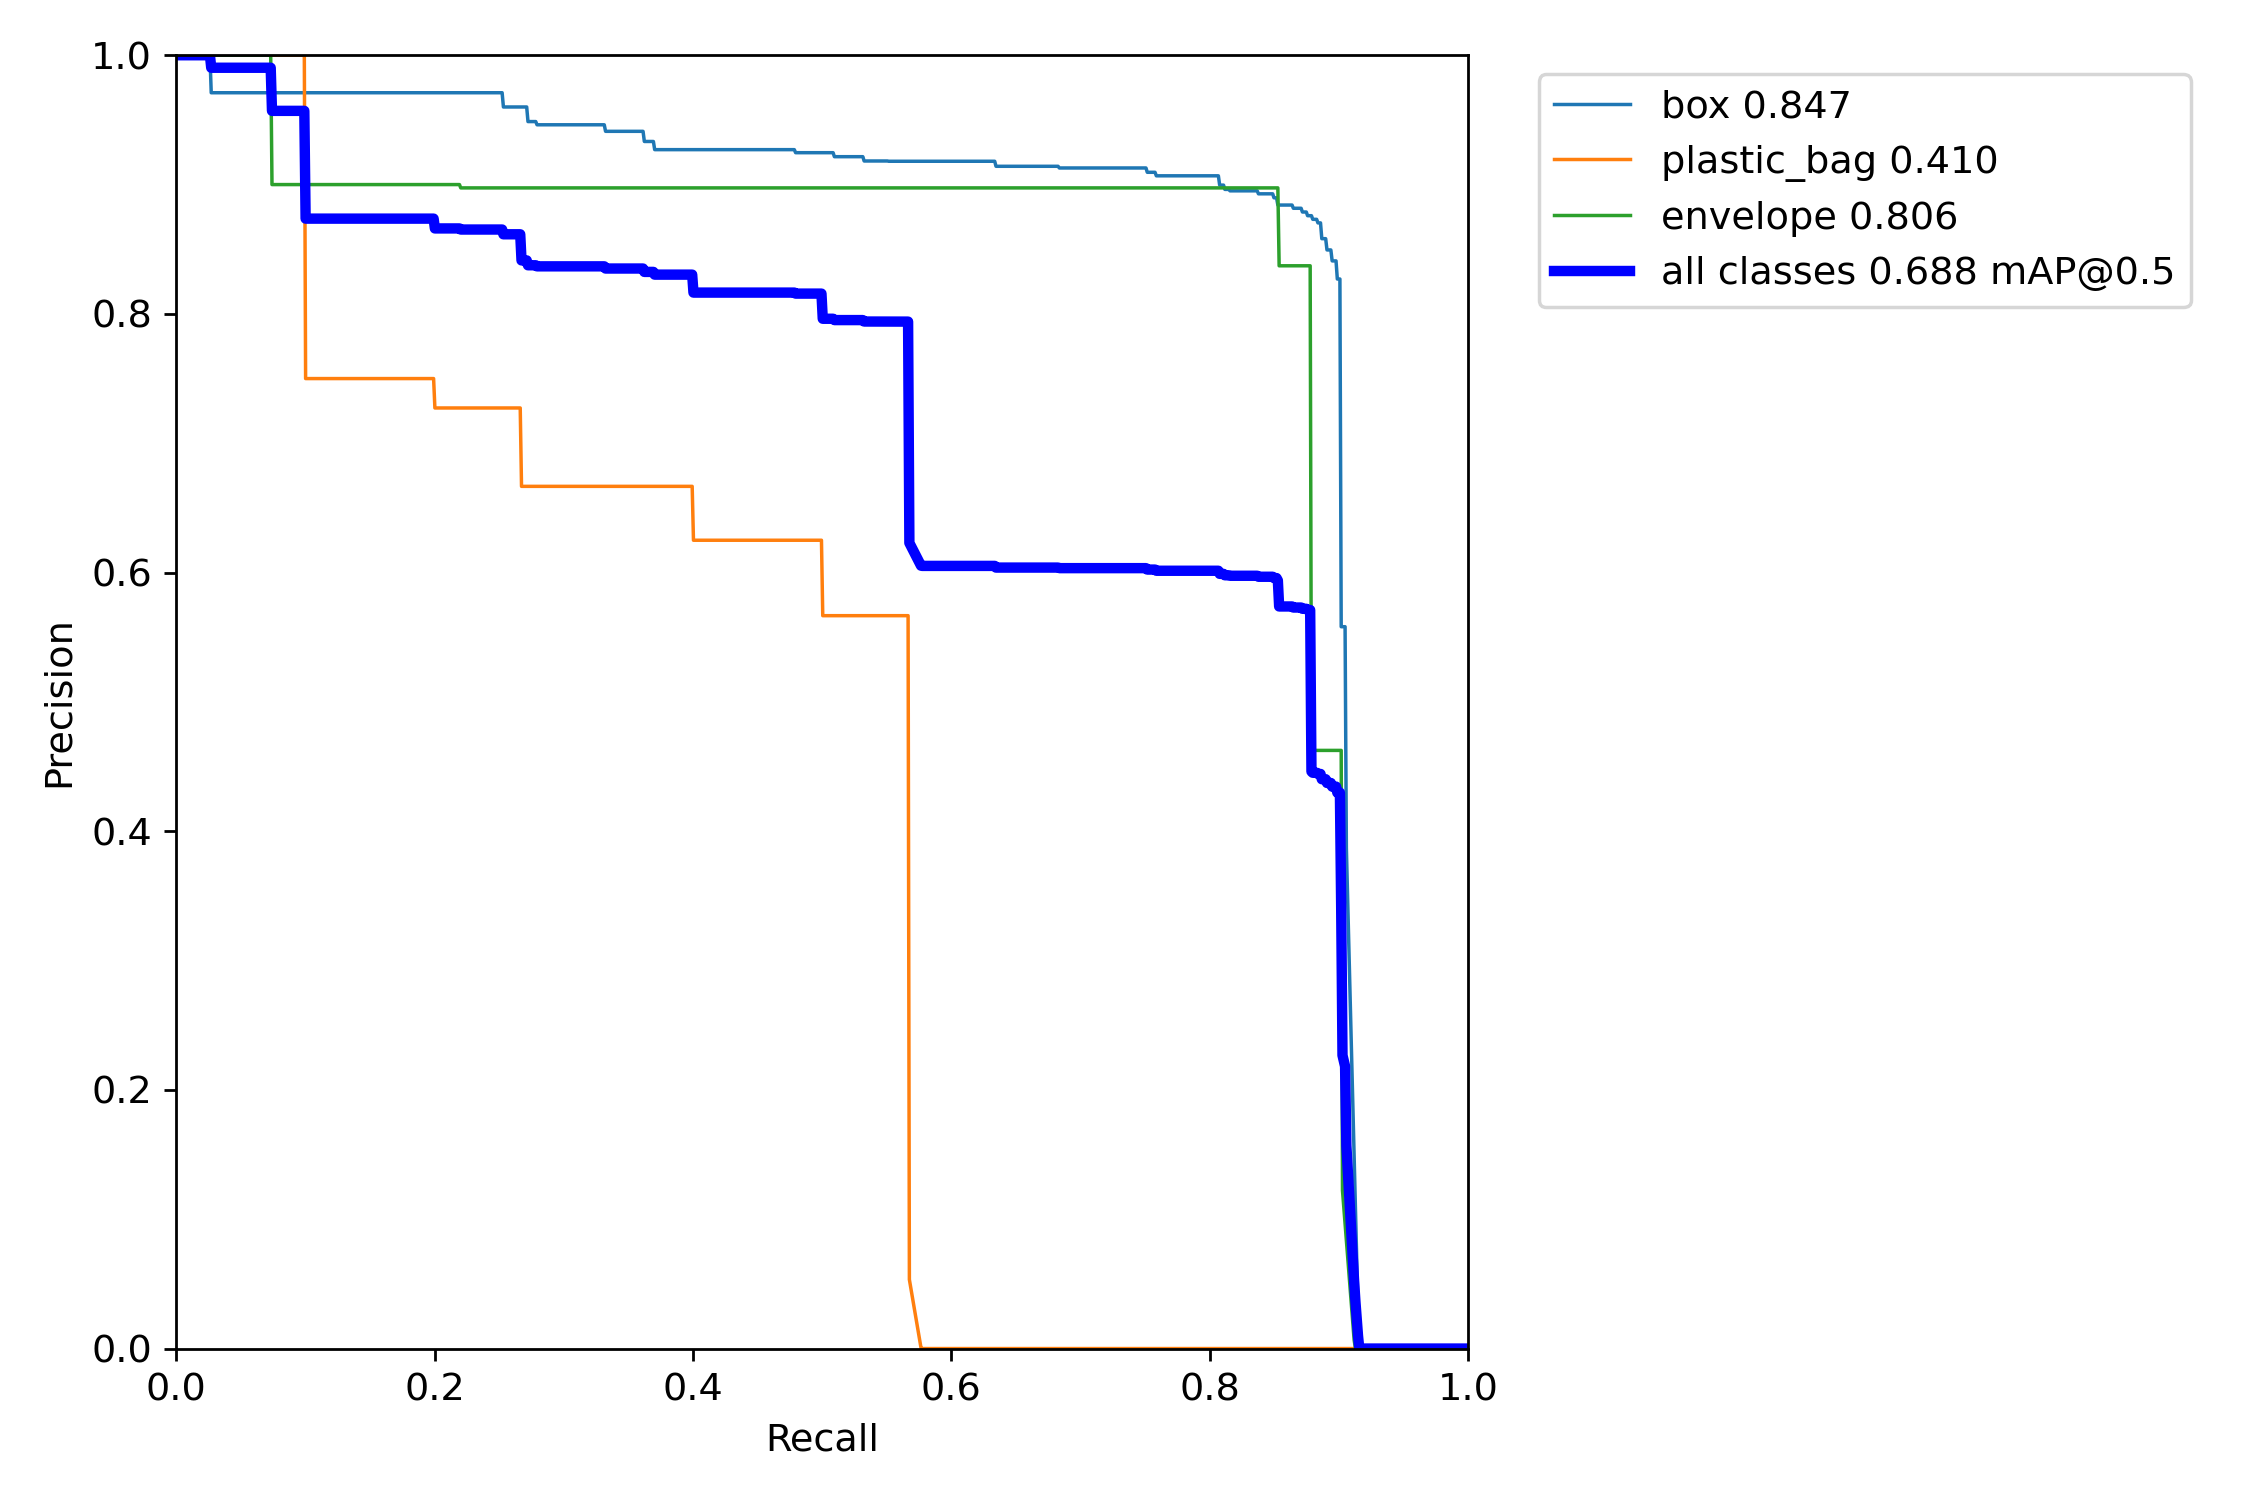 1.0
0.8
0.6
0.4
0.2
0.0
0.0 0.2 0.4 0.6 0.8 1.0
Precision
Recall
box 0.847
plastic_bag 0.410
envelope 0.806
all classes 0.688 mAP@0.5